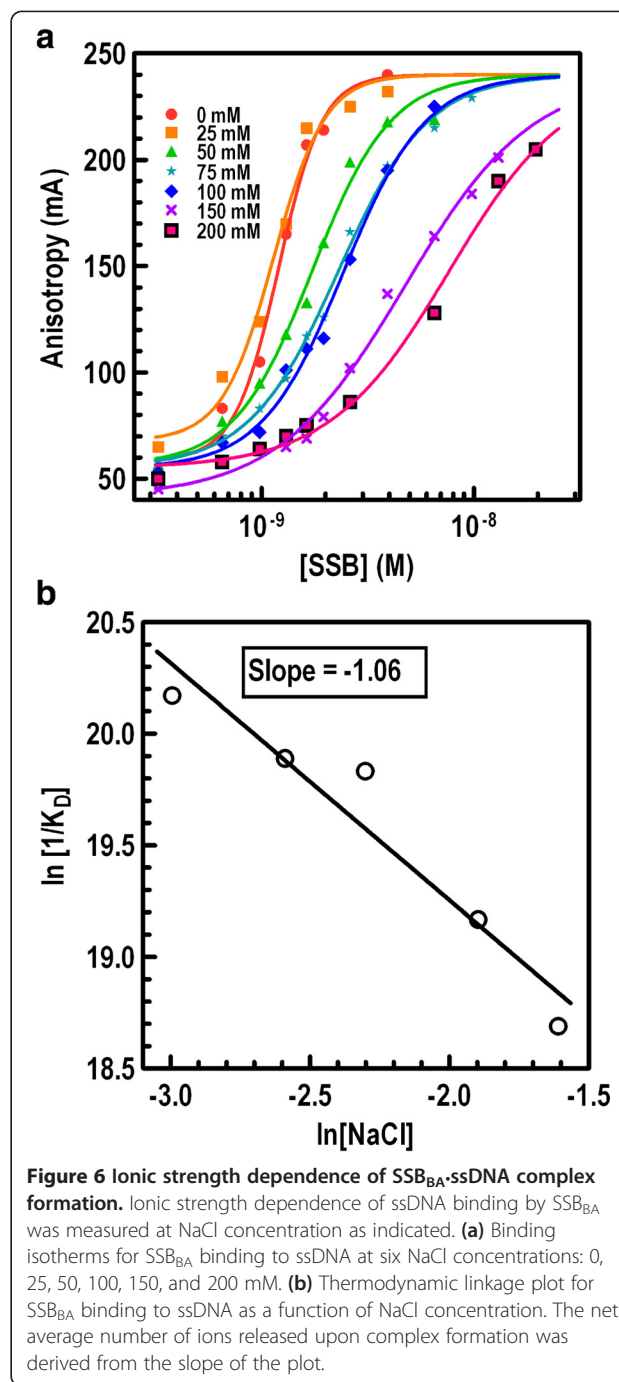 a
250
200
150
100
50
Anisotropy (mA)
0 mM
25 mM
50 mM
75 mM
100 mM
150 mM
200 mM
10⁻⁹
10⁻⁸
[SSB] (M)
b
20.5
20.0
19.5
19.0
18.5
ln [1/K_D]
Slope = -1.06
-3.0
-2.5
-2.0
-1.5
ln[NaCl]
Figure 6 Ionic strength dependence of SSB_BA·ssDNA complex
formation. Ionic strength dependence of ssDNA binding by SSB_BA
was measured at NaCl concentration as indicated. (a) Binding
isotherms for SSB_BA binding to ssDNA at six NaCl concentrations: 0,
25, 50, 100, 150, and 200 mM. (b) Thermodynamic linkage plot for
SSB_BA binding to ssDNA as a function of NaCl concentration. The net
average number of ions released upon complex formation was
derived from the slope of the plot.